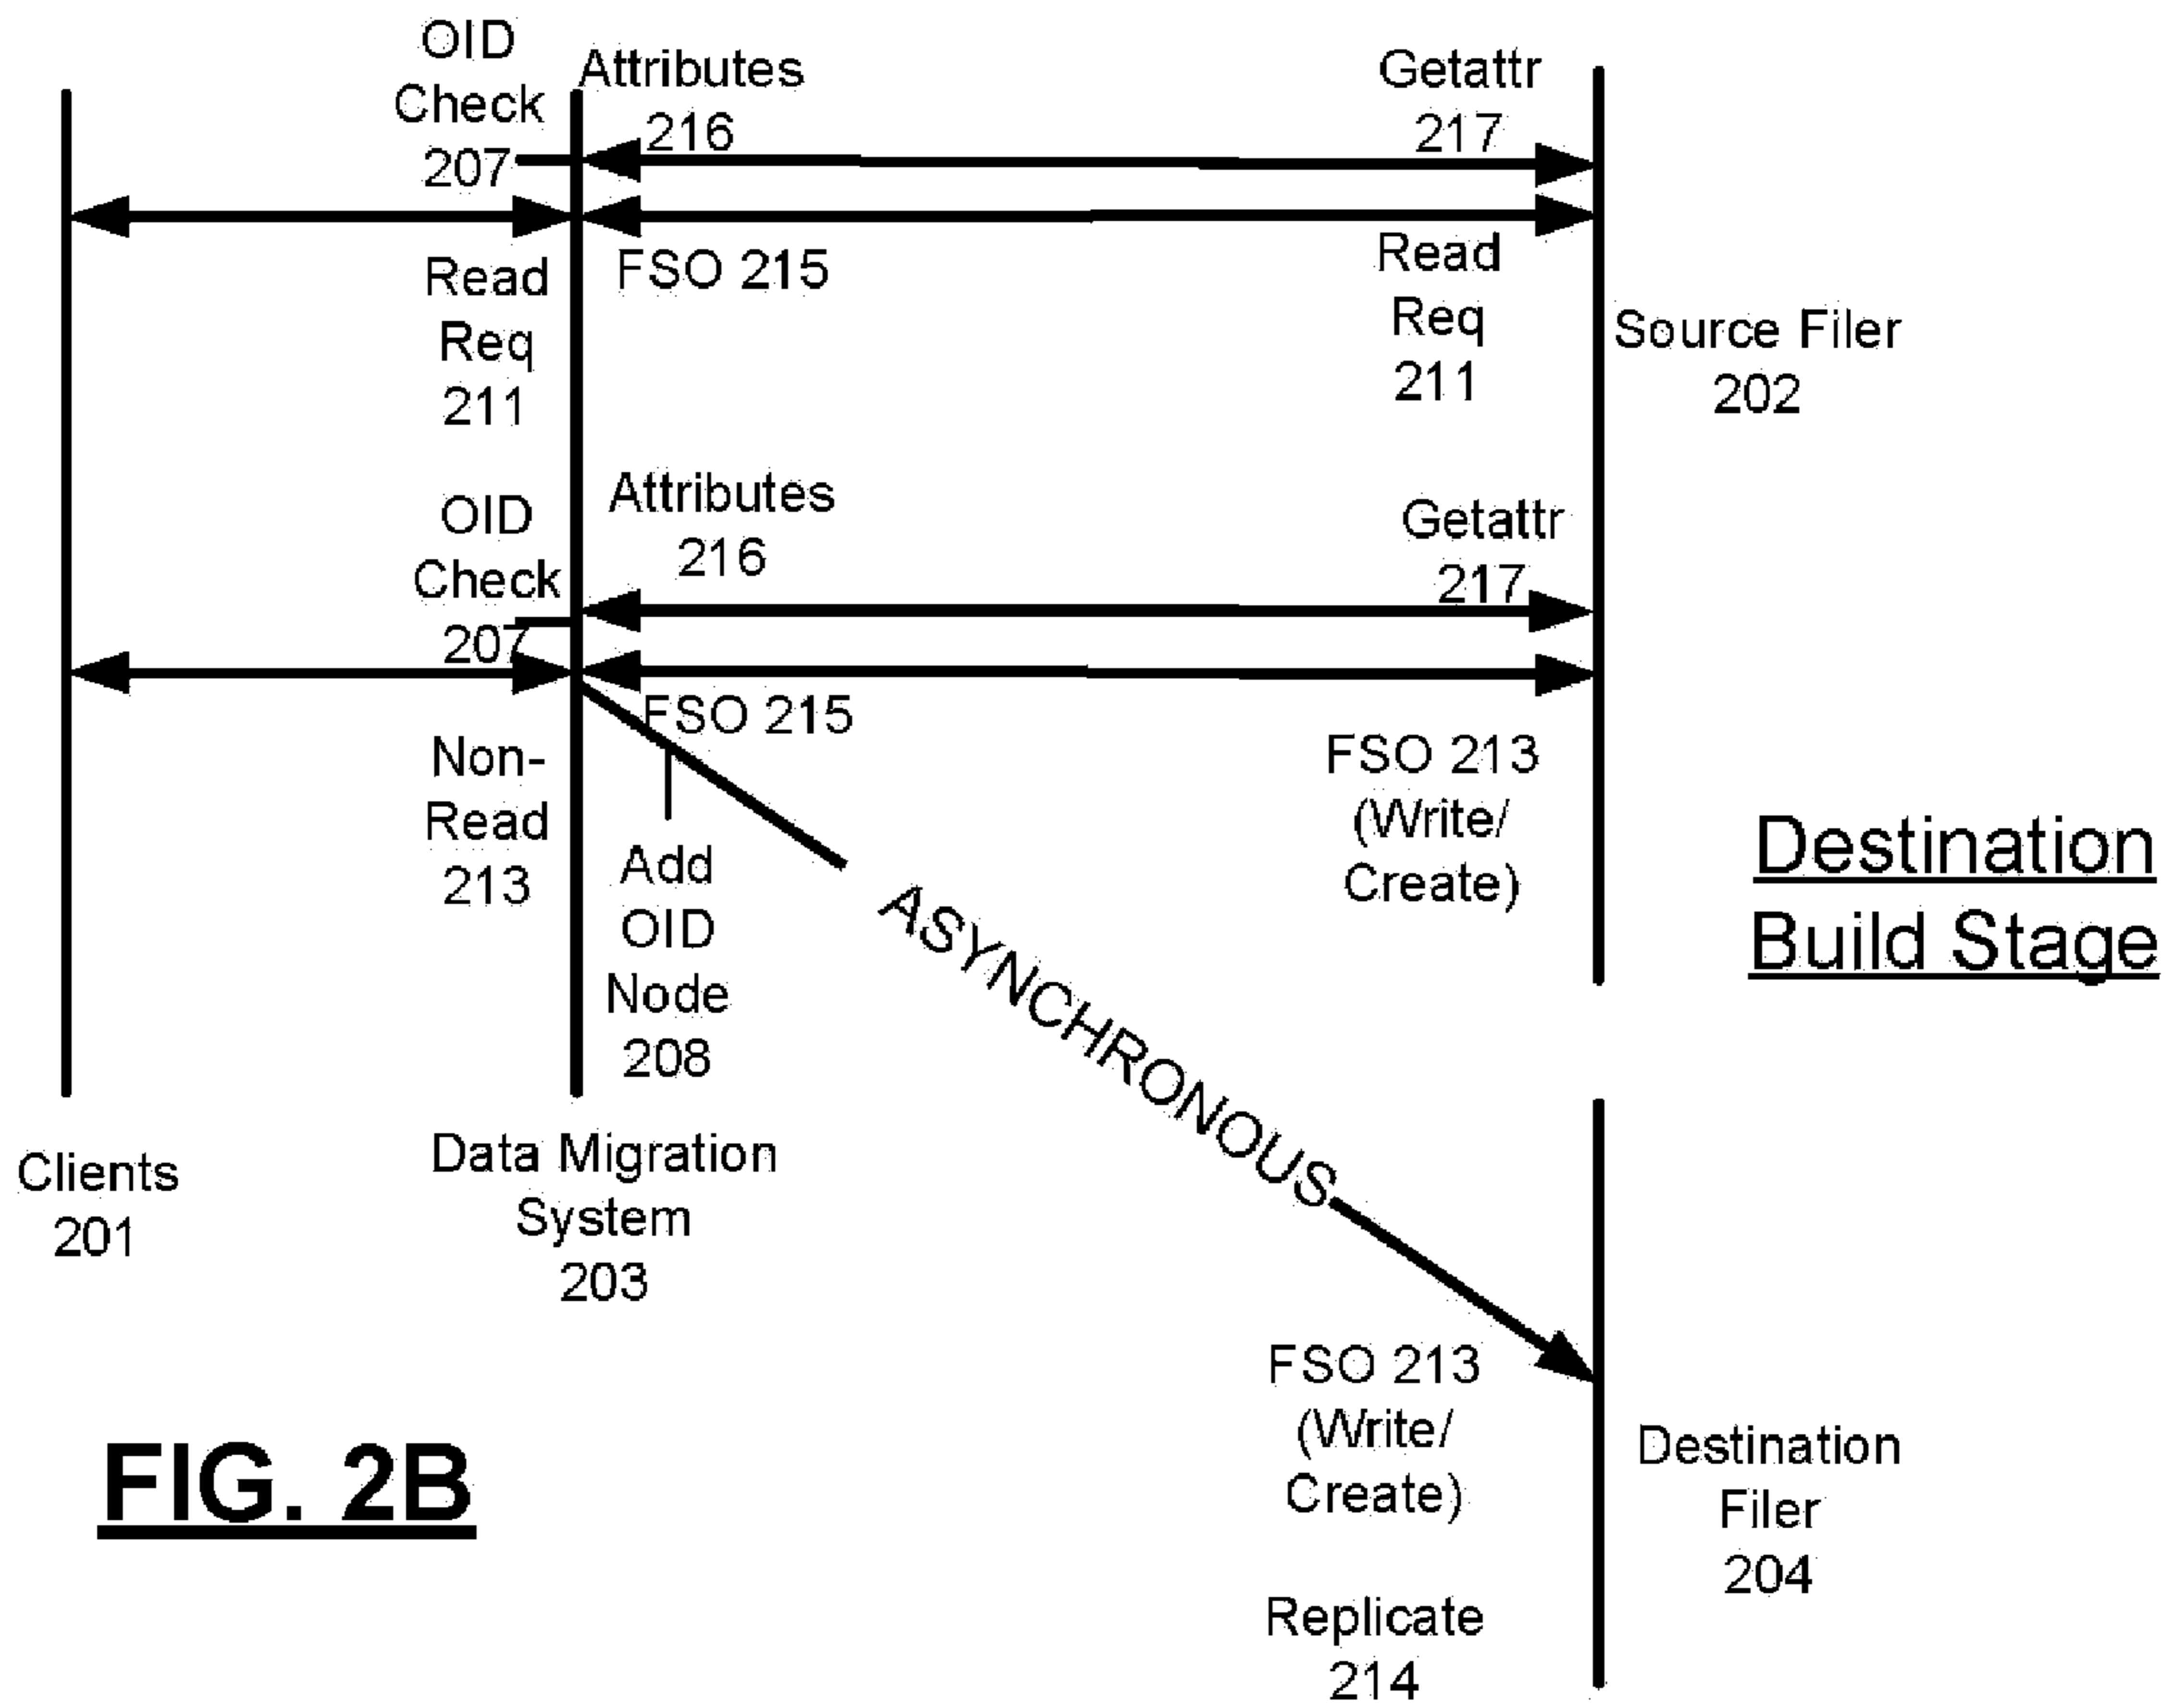 OID
Check
207
Attributes
216
Getattr
217
Read
Req
211
FSO 215
Read
Req
211
Source Filer
202
OID
Check
207
Attributes
216
Getattr
217
Non-
Read
213
FSO 215
Add
OID
Node
208
FSO 213
(Write/
Create)
Destination
Build Stage
ASYNCHRONOUS
Clients
201
Data Migration
System
203
FSO 213
(Write/
Create)
Replicate
214
Destination
Filer
204
FIG. 2B